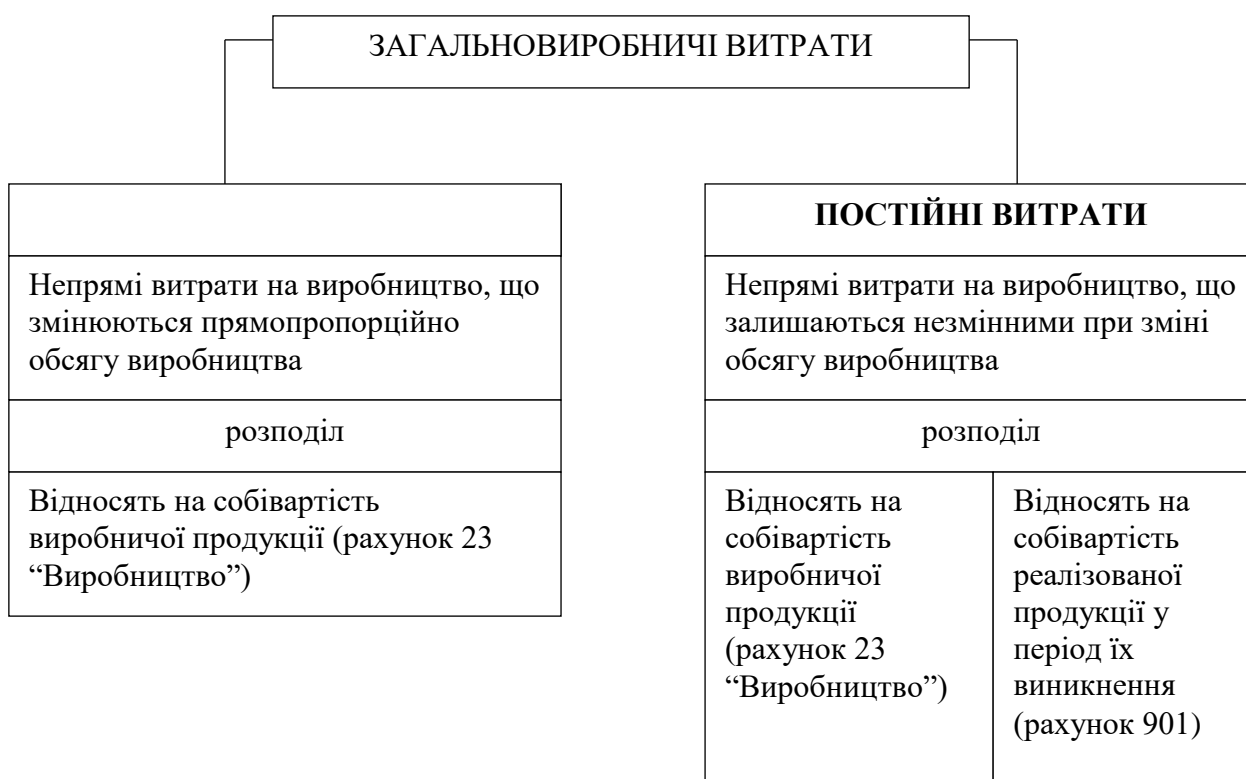 ЗАГАЛЬНОВИРОБНИЧІ ВИТРАТИ
Непрямі витрати на виробництво, що
змінюються прямопропорційно
обсягу виробництва
розподіл
Відносять на собівартість
виробничої продукції (рахунок 23
“Виробництво”)
ПОСТІЙНІ ВИТРАТИ
Непрямі витрати на виробництво, що
залишаються незмінними при зміні
обсягу виробництва
розподіл
Відносять на
собівартість
виробничої
продукції
(рахунок 23
“Виробництво”)
Відносять на
собівартість
реалізованої
продукції у
період їх
виникнення
(рахунок 901)